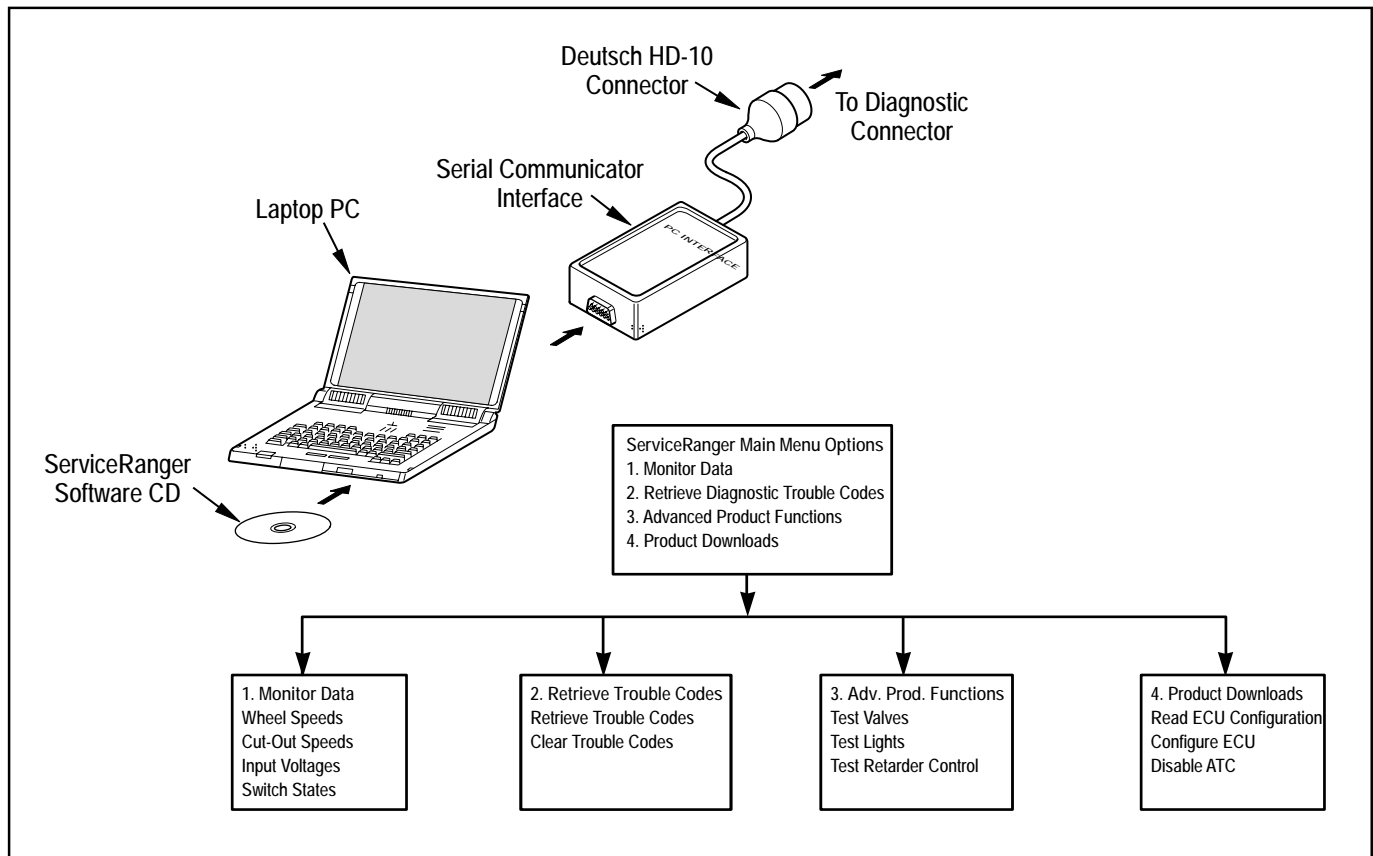 Deutsch HD-10
Connector
To Diagnostic
Connector
Serial Communicator
Interface
Laptop PC
PC INTERFACE
ServiceRanger
Software CD
ServiceRanger Main Menu Options
1. Monitor Data
2. Retrieve Diagnostic Trouble Codes
3. Advanced Product Functions
4. Product Downloads
1. Monitor Data
Wheel Speeds
Cut-Out Speeds
Input Voltages
Switch States
2. Retrieve Trouble Codes
Retrieve Trouble Codes
Clear Trouble Codes
3. Adv. Prod. Functions
Test Valves
Test Lights
Test Retarder Control
4. Product Downloads
Read ECU Configuration
Configure ECU
Disable ATC